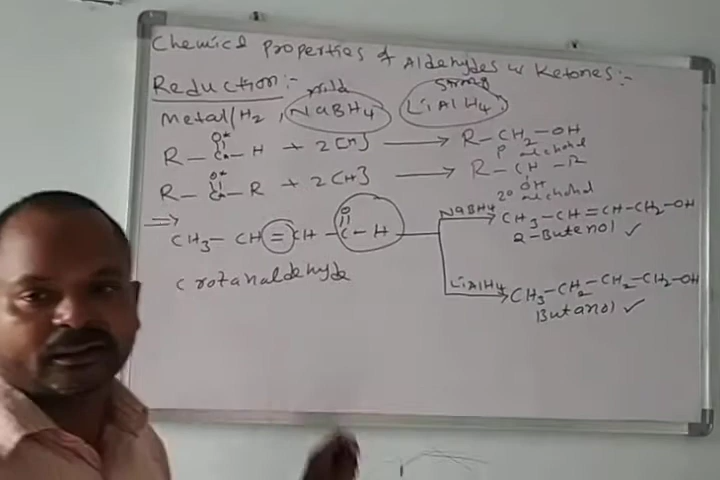 Chemical properties of Aldehydes & Ketones:-
Reduction:-
mild
strong
Metal/H2, NaBH4, LiAlH4
O*
R - C - H + 2[H] → R - CH2 - OH
1° alcohol
O*
R - C - R + 2[H] → R - CH - R
OH
2° alcohol
⇒ CH3 - CH = CH - C - H
O
NaBH4 CH3 - CH = CH - CH2 - OH
2-Butenol ✓
Crotanaldehyde
LiAlH4 CH3 - CH2 - CH2 - CH2 - OH
Butanol ✓